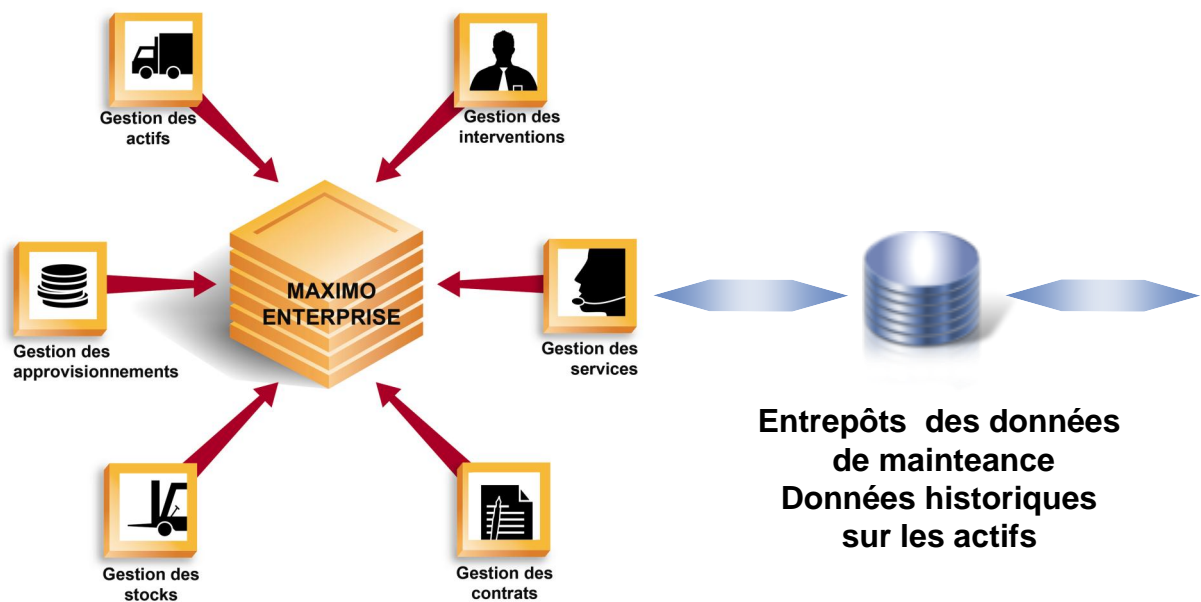 Gestion des
actifs
Gestion des
interventions
MAXIMO
ENTERPRISE
Gestion des
approvisionnements
Gestion des
services
Gestion des
stocks
Gestion des
contrats
Entrepôts des données
de mainteance
Données historiques
sur les actifs